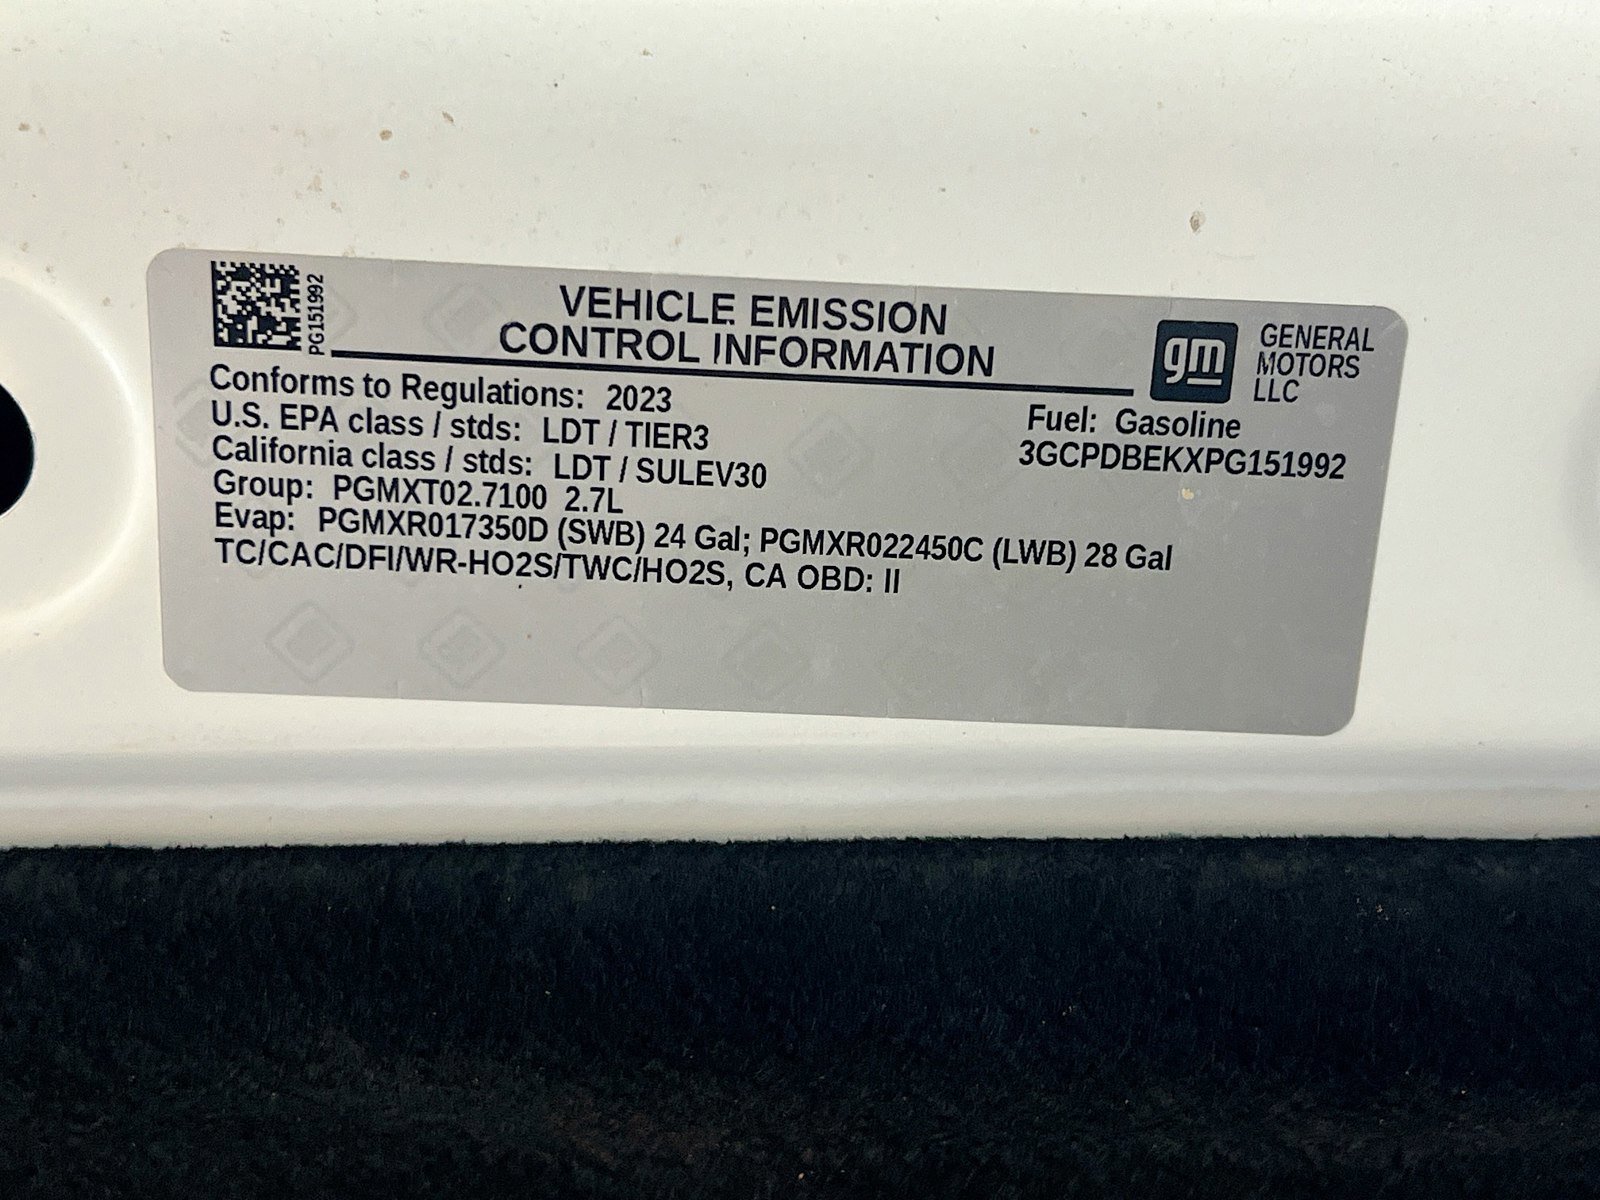 PG151992
VEHICLE EMISSION
CONTROL INFORMATION
gm
GENERAL
MOTORS
LLC
Conforms to Regulations: 2023
Fuel: Gasoline
U.S. EPA class / stds: LDT / TIER3
3GCPDBEKXPG151992
California class / stds: LDT / SULEV30
Group: PGMXT02.7100 2.7L
Evap: PGMXR017350D (SWB) 24 Gal; PGMXR022450C (LWB) 28 Gal
TC/CAC/DFI/WR-HO2S/TWC/HO2S, CA OBD: II